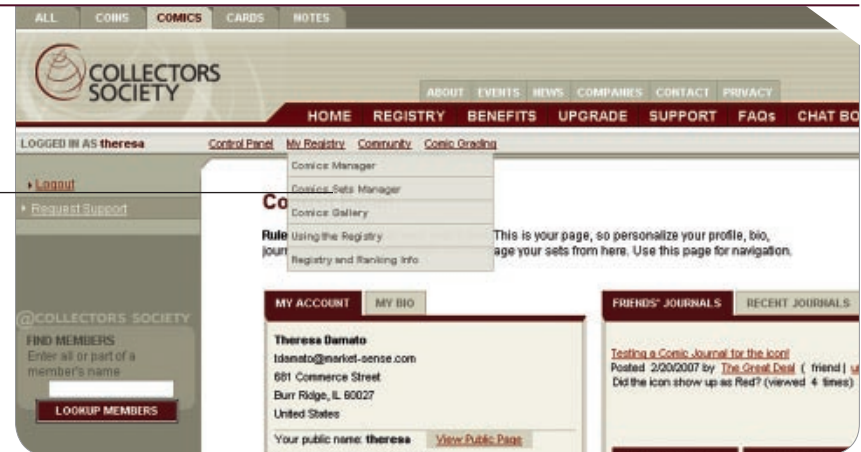 ALL COINS COMICS CARDS NOTES
COLLECTORS
SOCIETY
ABOUT EVENTS NEWS COMPANIES CONTACT PRIVACY
HOME REGISTRY BENEFITS UPGRADE SUPPORT FAQs CHAT BO
LOGGED IN AS theresa Control Panel My Registry Community Comic Grading
Logout
Request Support
Comics Manager
Comics Sets Manager
Comics Gallery
Using the Registry
Registry and Ranking Info
Co
Rule This is your page, so personalize your profile, bio,
jour age your sets from here. Use this page for navigation.
@COLLECTORS SOCIETY
FIND MEMBERS
Enter all or part of a
member's name
LOOKUP MEMBERS
MY ACCOUNT MY BIO
Theresa Damato
tdamato@market-sense.com
681 Commerce Street
Burr Ridge, IL 60027
United States
Your public name: theresa View Public Page
FRIENDS' JOURNALS RECENT JOURNALS
Testing a Comic Journal for the icon!
Posted 2/20/2007 by The Great Deal ( friend | u
Did the icon show up as Red? (viewed 4 times)